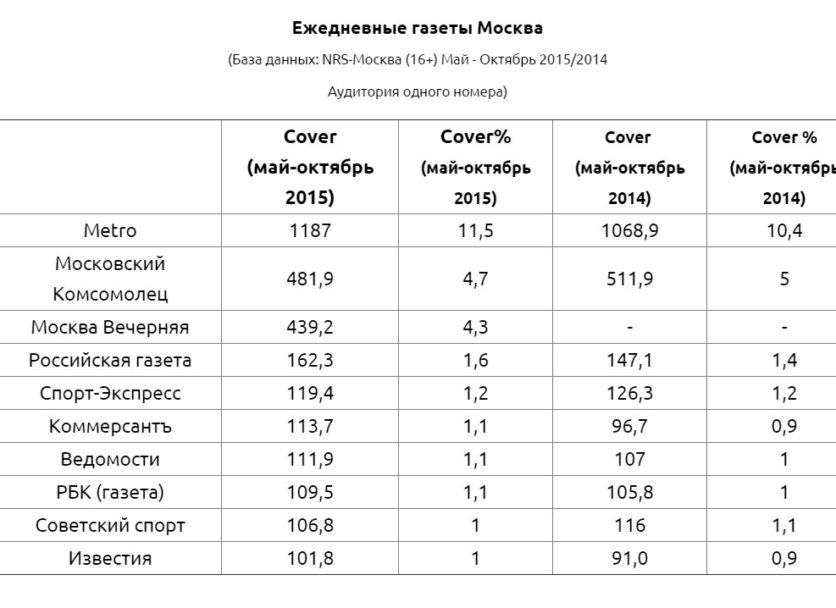 Ежедневные газеты Москва
(База данных: NRS-Москва (16+) Май - Октябрь 2015/2014
Аудитория одного номера)
Cover (май-октябрь 2015) Cover% (май-октябрь 2015) Cover (май-октябрь 2014) Cover % (май-октябрь 2014)
Metro 1187 11,5 1068,9 10,4
Московский Комсомолец 481,9 4,7 511,9 5
Москва Вечерняя 439,2 4,3 - -
Российская газета 162,3 1,6 147,1 1,4
Спорт-Экспресс 119,4 1,2 126,3 1,2
Коммерсантъ 113,7 1,1 96,7 0,9
Ведомости 111,9 1,1 107 1
РБК (газета) 109,5 1,1 105,8 1
Советский спорт 106,8 1 116 1,1
Известия 101,8 1 91,0 0,9